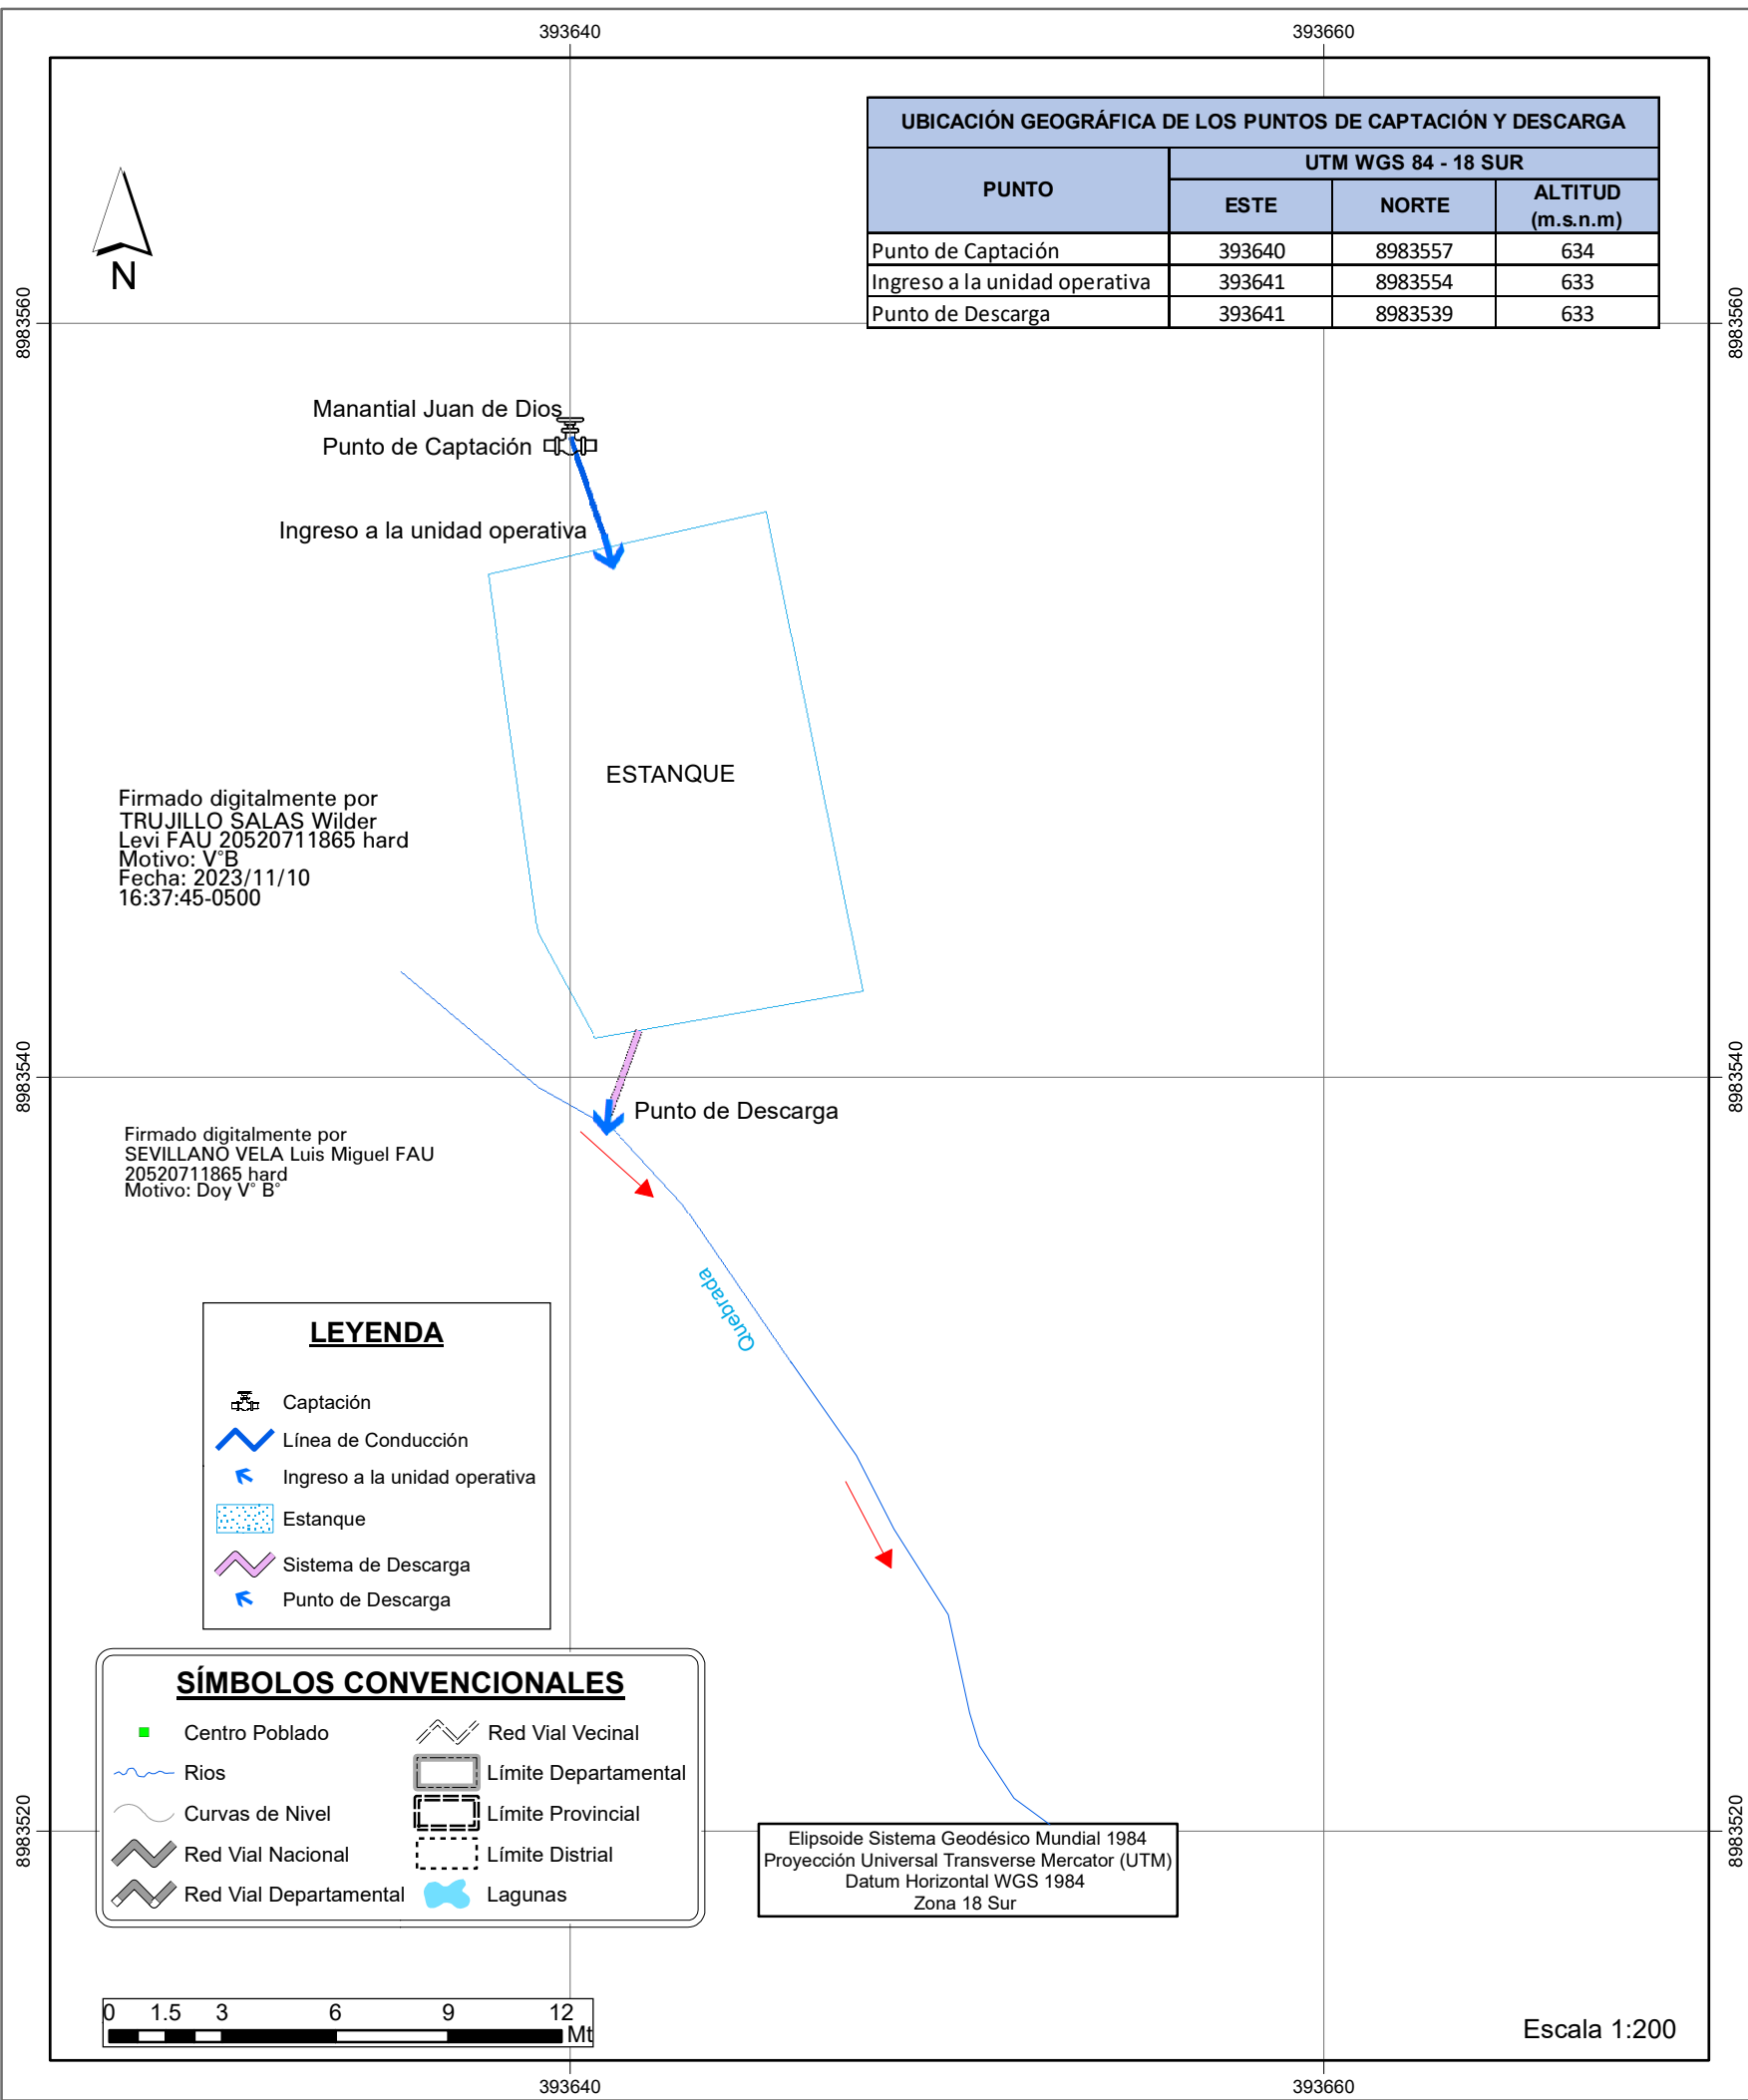 393640 393660
UBICACIÓN GEOGRÁFICA DE LOS PUNTOS DE CAPTACIÓN Y DESCARGA
PUNTO
UTM WGS 84 - 18 SUR
ESTE NORTE ALTITUD (m.s.n.m)
Punto de Captación 393640 8983557 634
Ingreso a la unidad operativa 393641 8983554 633
Punto de Descarga 393641 8983539 633
N
8983560 8983560
Manantial Juan de Dios
Punto de Captación
Ingreso a la unidad operativa
ESTANQUE
Firmado digitalmente por
TRUJILLO SALAS Wilder
Levi FAU 20520711865 hard
Motivo: V°B
Fecha: 2023/11/10
16:37:45-0500
8983540 8983540
Punto de Descarga
Firmado digitalmente por
SEVILLANO VELA Luis Miguel FAU
20520711865 hard
Motivo: Doy V° B°
Quebrada
LEYENDA
Captación
Línea de Conducción
Ingreso a la unidad operativa
Estanque
Sistema de Descarga
Punto de Descarga
SÍMBOLOS CONVENCIONALES
Centro Poblado
Rios
Curvas de Nivel
Red Vial Nacional
Red Vial Departamental
Red Vial Vecinal
Límite Departamental
Límite Provincial
Límite Distrial
Lagunas
8983520 8983520
Elipsoide Sistema Geodésico Mundial 1984
Proyección Universal Transverse Mercator (UTM)
Datum Horizontal WGS 1984
Zona 18 Sur
0 1.5 3 6 9 12
Mt
Escala 1:200
393640 393660